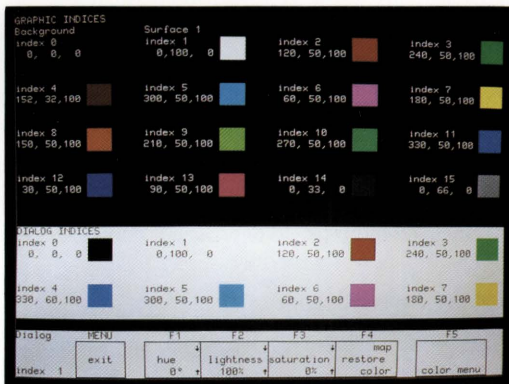 GRAPHIC INDICES
Background Surface 1
index 0 index 1 index 2 index 3
0, 0, 0 0,100, 0 120, 50,100 240, 50,100
index 4 index 5 index 6 index 7
152, 32,100 300, 50,100 60, 50,100 180, 50,100
index 8 index 9 index 10 index 11
150, 50,100 210, 50,100 270, 50,100 330, 50,100
index 12 index 13 index 14 index 15
30, 50,100 90, 50,100 0, 33, 0 0, 66, 0
DIALOG INDICES
index 0 index 1 index 2 index 3
0, 0, 0 0,100, 0 120, 50,100 240, 50,100
index 4 index 5 index 6 index 7
330, 60,100 300, 50,100 60, 50,100 180, 50,100
Dialog MENU F1 F2 F3 F4 F5
map
exit hue lightness saturation restore
index 1 0° 100% 0% color color menu